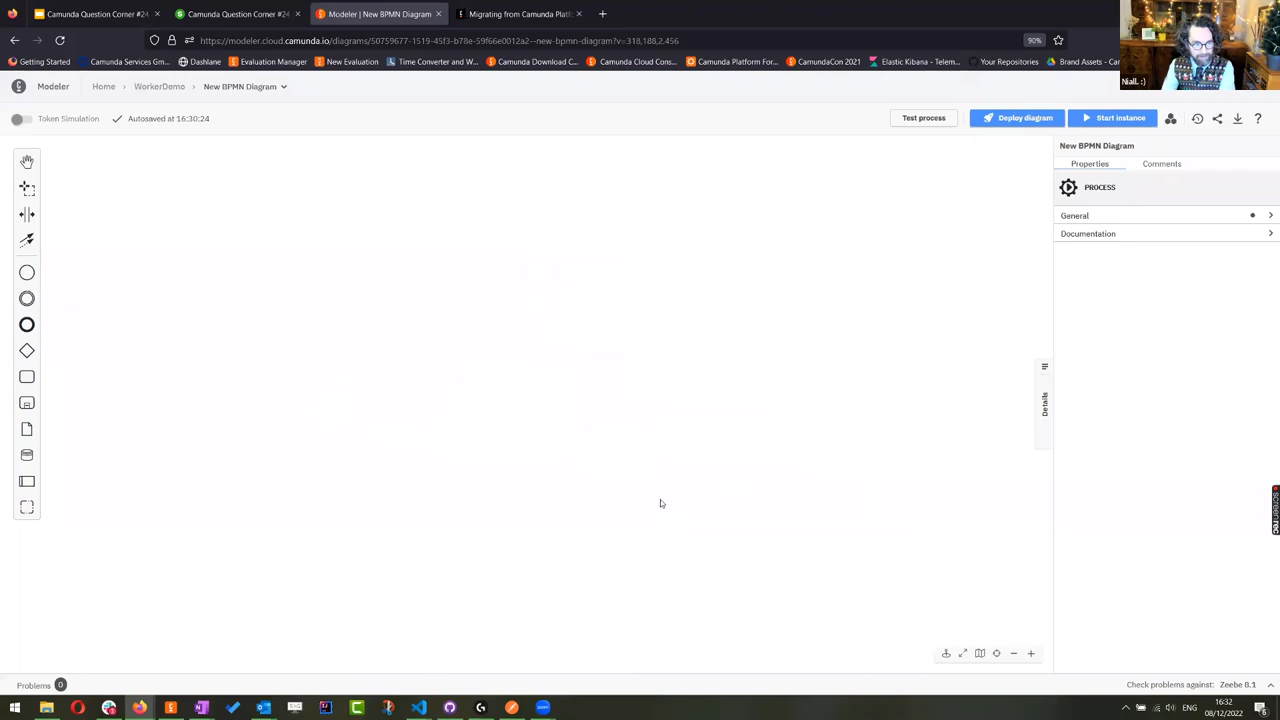 Camunda Question Corner #24
Camunda Question Corner #24
Modeler | New BPMN Diagram
Migrating from Camunda Platfo
https://modeler.cloud.camunda.io/diagrams/50759677-1519-45f3-b78e-59f66e0012a2--new-bpmn-diagram?v=318,188,2.456
90%
Getting Started
Camunda Services Gm...
Dashlane
Evaluation Manager
New Evaluation
Time Converter and W...
Camunda Download C...
Camunda Cloud Cons...
Camunda Platform For...
CamundaCon 2021
Elastic Kibana - Telem...
Your Repositories
Brand Assets - Camu
Niall. :)
Modeler
Home
WorkerDemo
New BPMN Diagram
Token Simulation
Autosaved at 16:30:24
Test process
Deploy diagram
Start instance
New BPMN Diagram
Properties
Comments
PROCESS
General
Documentation
Details
screenrec
Problems 0
Check problems against: Zeebe 8.1
ENG
16:32
08/12/2022
6